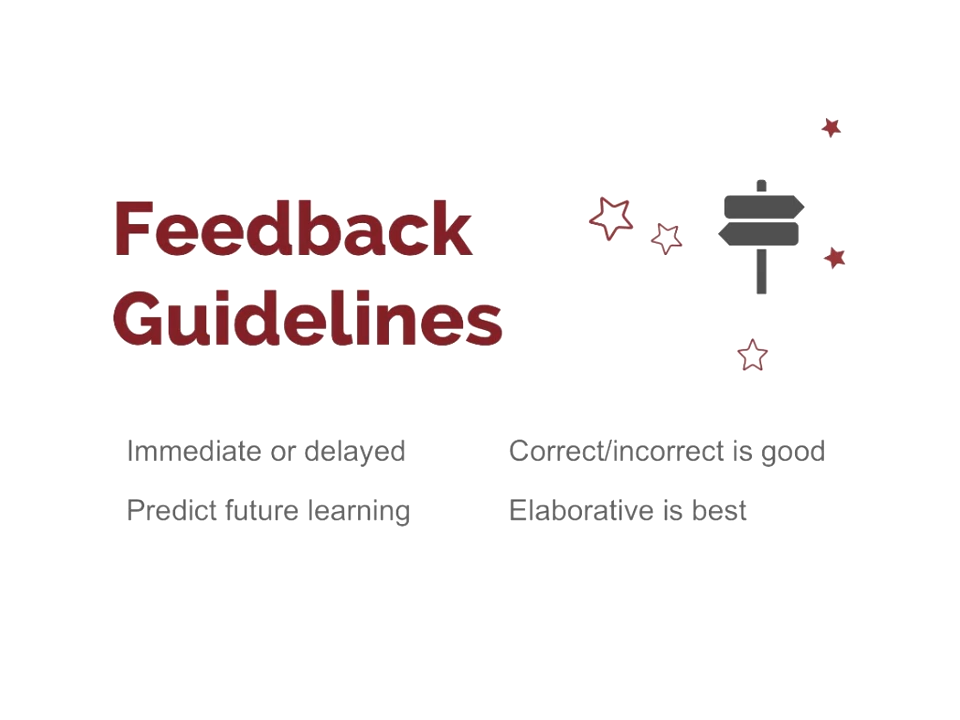 Feedback
Guidelines
Immediate or delayed
Predict future learning
Correct/incorrect is good
Elaborative is best